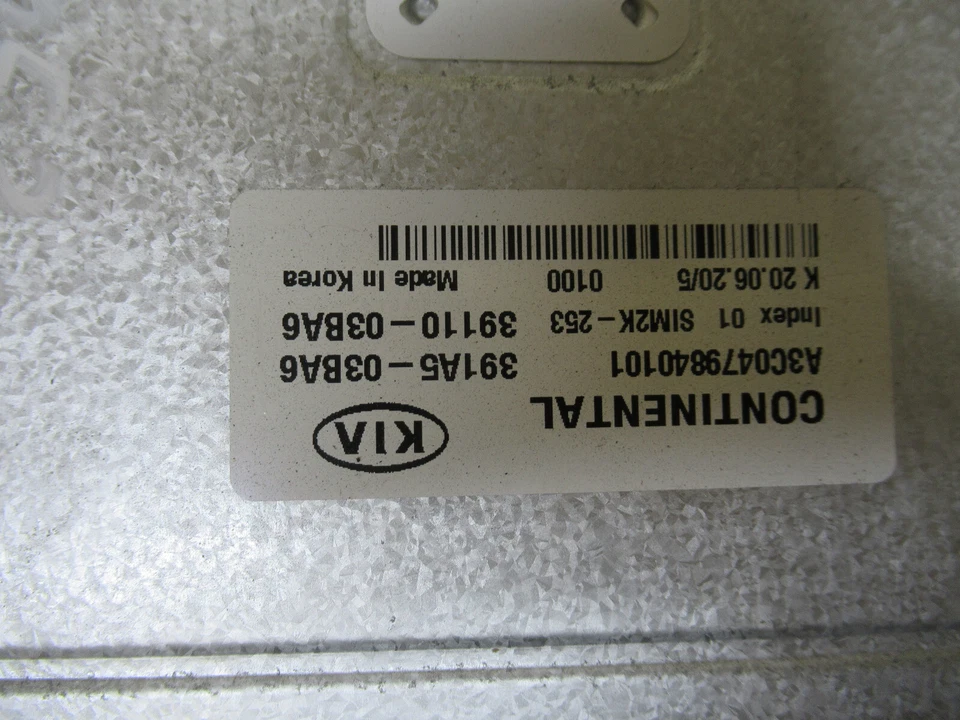 CONTINENTAL KIA
A3C0479840101 391A5-03BA6
Index 01 SIM2K-253 39110-03BA6
K 20.06.20/5 0100 Made In Korea